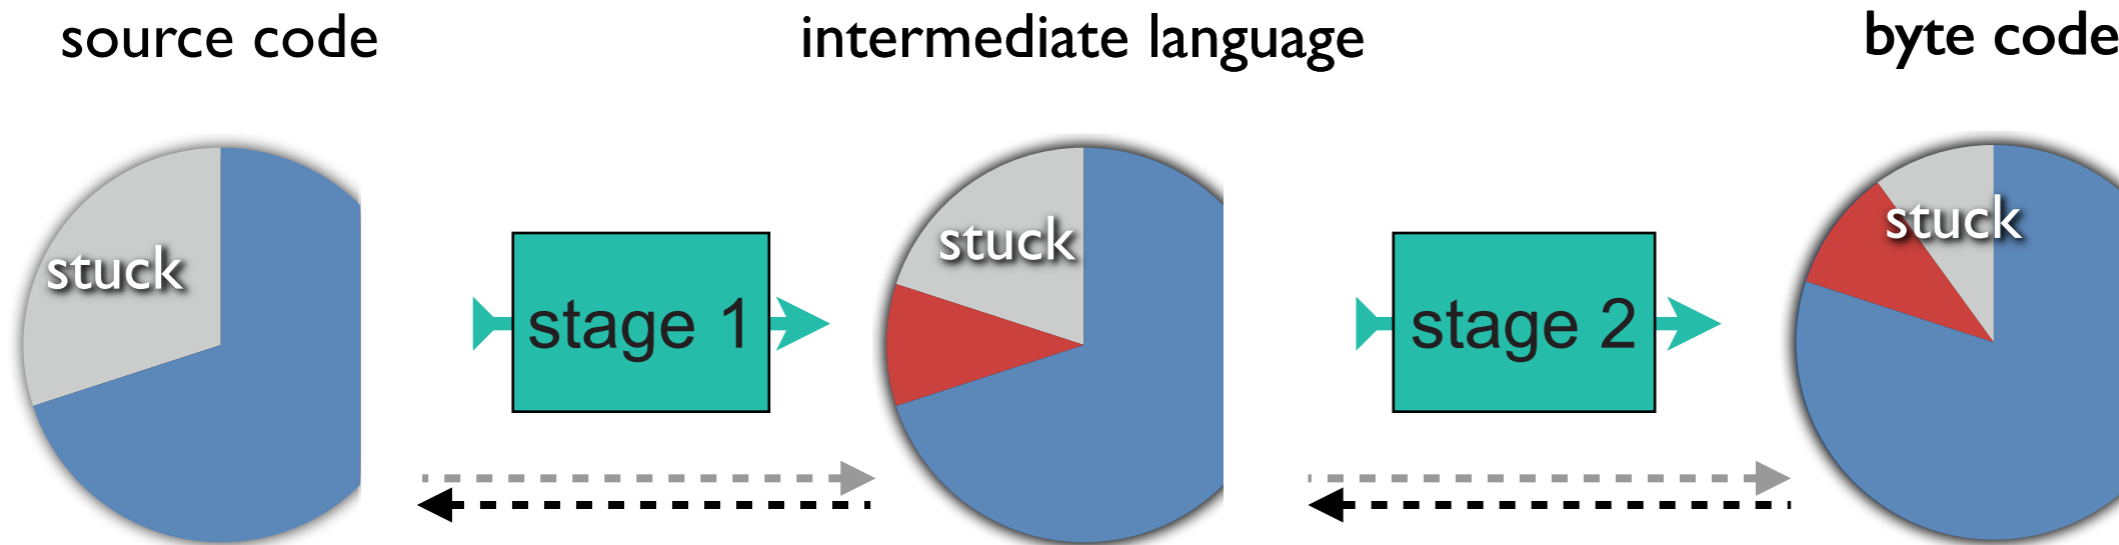 source code
intermediate language
byte code
stuck
stage 1
stuck
stage 2
stuck